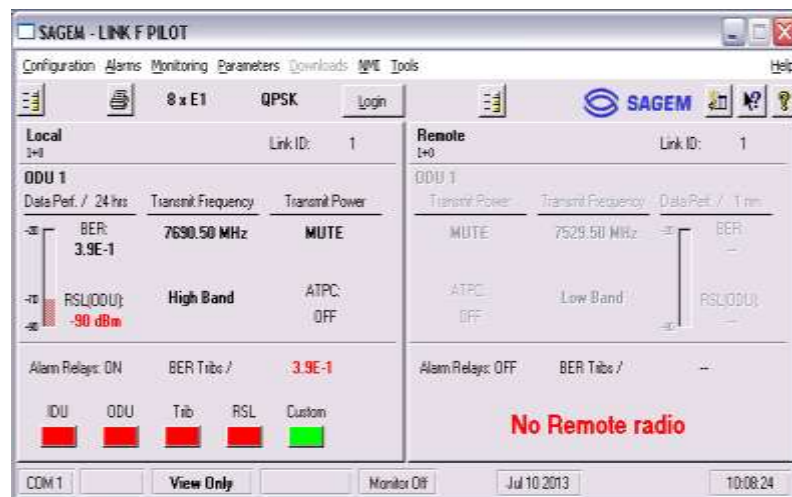 SAGEM - LINK F PILOT
Configuration Alarms Monitoring Parameters Downloads NMI Tools Help
8 x E1 QPSK Login SAGEM
Local Link ID: 1
1+0
ODU 1
Data Perf. / 24 hrs Transmit Frequency Transmit Power
BER: 7690.50 MHz MUTE
3.9E-1
RSL(ODU): High Band ATPC:
-90 dBm OFF
-70
-90
Alarm Relays: ON BER Tribs / 3.9E-1
IDU ODU Trib RSL Custom
Remote Link ID: 1
1+0
ODU 1
Transmit Power Transmit Frequency Data Perf. / 1 mn
MUTE 7529.50 MHz BER:
--
ATPC: Low Band RSL(ODU):
OFF --
Alarm Relays: OFF BER Tribs / --
No Remote radio
COM 1 View Only Monitor Off Jul 10 2013 10:08:24